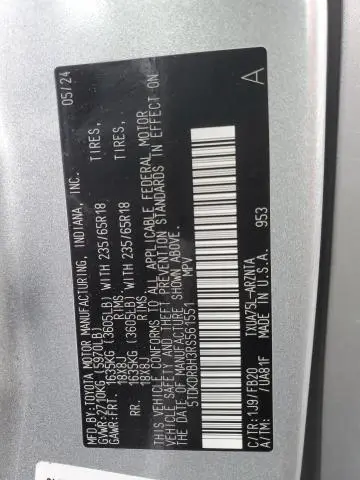 MFD. BY:TOYOTA MOTOR MANUFACTURING, INDIANA, INC. 05/24
GVWR:2710KG (5970LB)
GAWR:FRT. 1635KG (3605LB) WITH 235/65R18 TIRES,
18X8J RIMS,
RR. 1635KG (3605LB) WITH 235/65R18 TIRES,
18X8J RIMS
THIS VEHICLE CONFORMS TO ALL APPLICABLE FEDERAL MOTOR
VEHICLE SAFETY AND THEFT PREVENTION STANDARDS IN EFFECT ON
THE DATE OF MANUFACTURE SHOWN ABOVE.
5TDKDRBH3RS561551 MPV
C/TR:1J9/FB20 TXUA75L-ARZNTA A
A/TM: /UA81F MADE IN U.S.A. 953